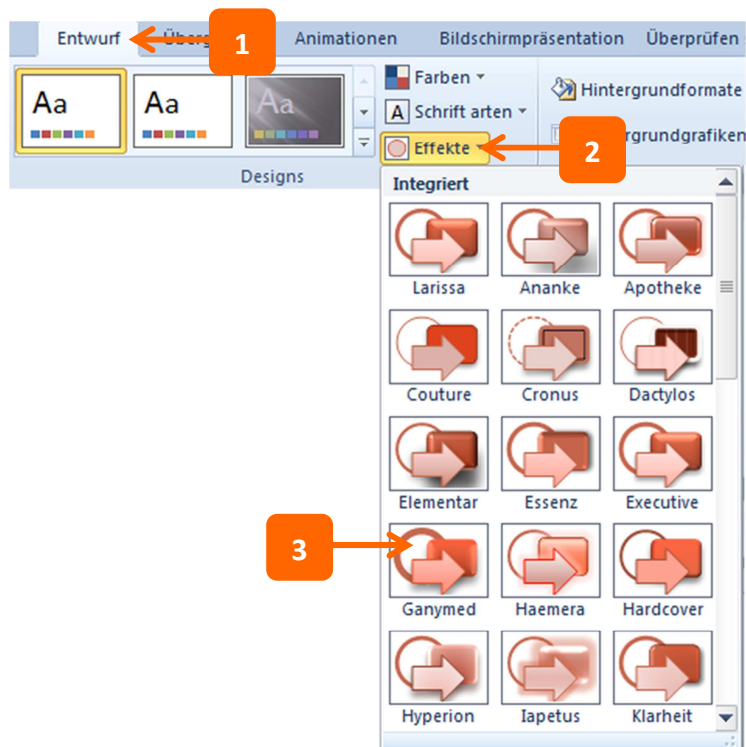 Entwurf 1 Animationen Bildschirmpräsentation Überprüfen
Aa Aa Aa
Farben
Schrift arten
Effekte
Hintergrundformate
2
Designs
Integriert
Larissa Ananke Apotheke
Couture Cronus Dactylos
Elementar Essenz Executive
3
Ganymed Haemera Hardcover
Hyperion Iapetus Klarheit